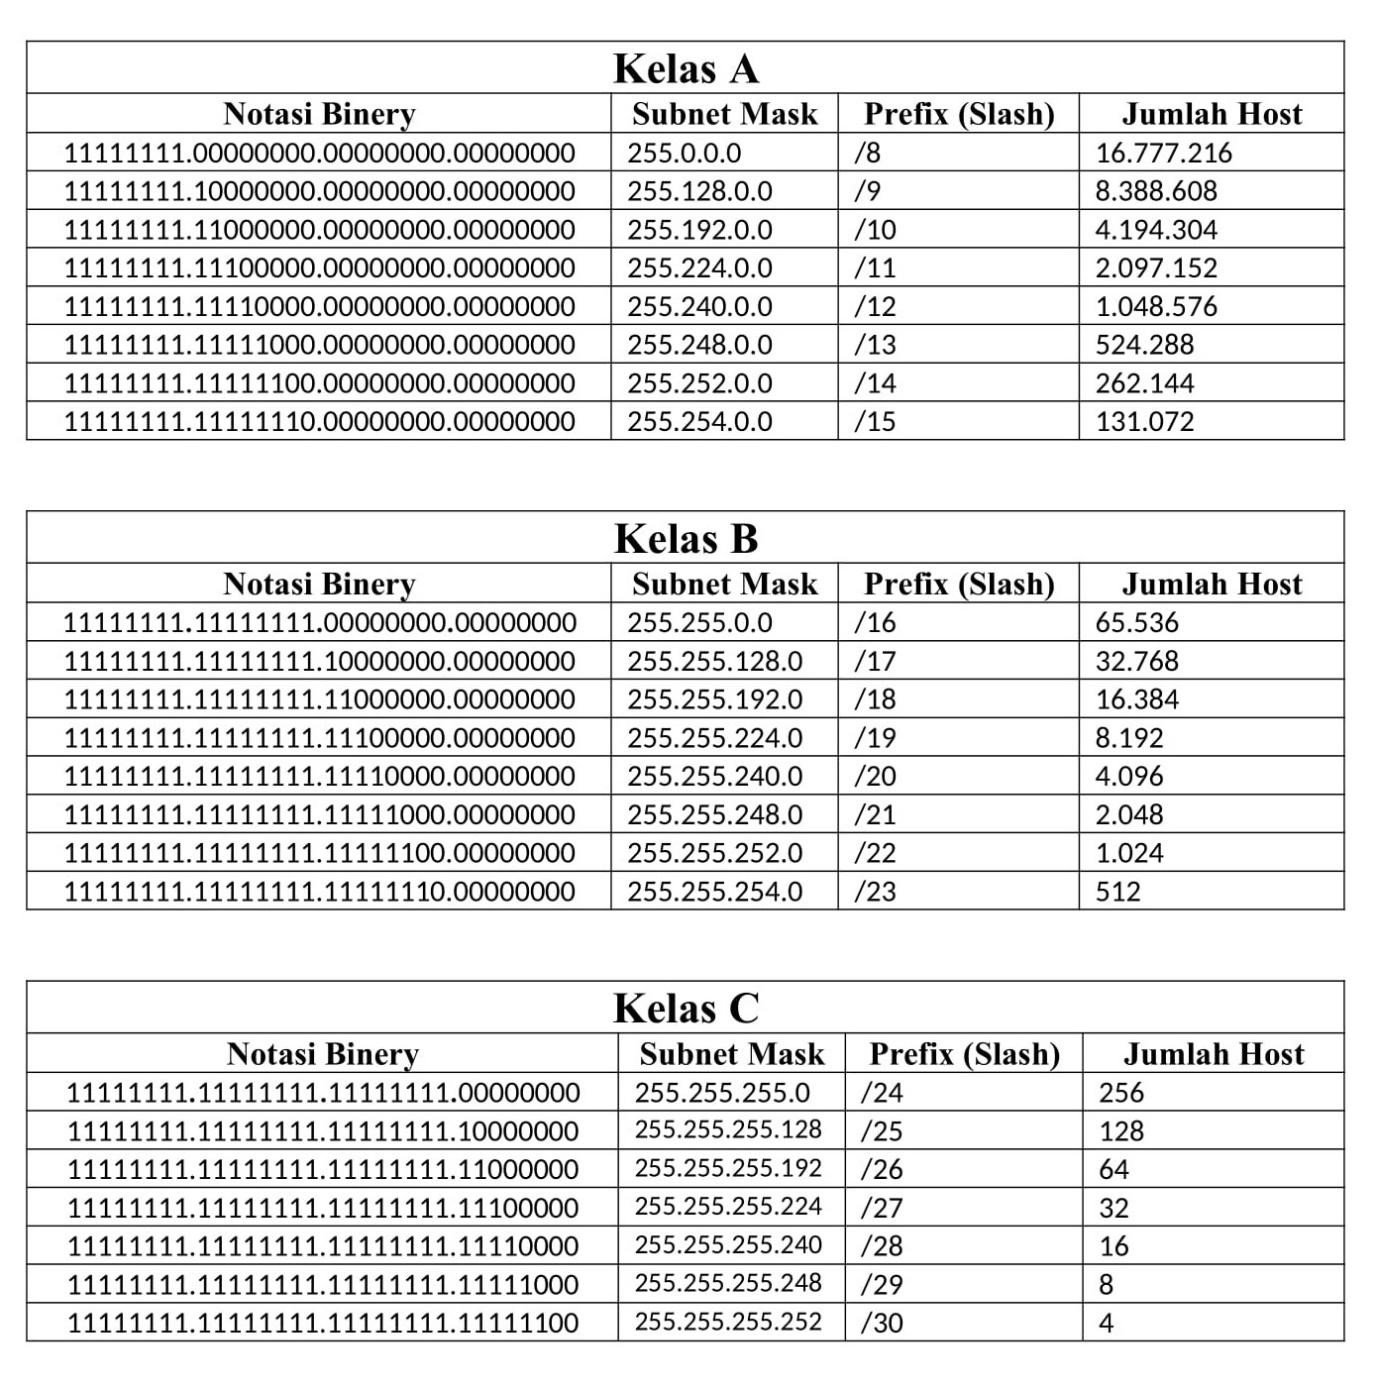 Kelas A
Notasi Binery Subnet Mask Prefix (Slash) Jumlah Host
11111111.00000000.00000000.00000000 255.0.0.0 /8 16.777.216
11111111.10000000.00000000.00000000 255.128.0.0 /9 8.388.608
11111111.11000000.00000000.00000000 255.192.0.0 /10 4.194.304
11111111.11100000.00000000.00000000 255.224.0.0 /11 2.097.152
11111111.11110000.00000000.00000000 255.240.0.0 /12 1.048.576
11111111.11111000.00000000.00000000 255.248.0.0 /13 524.288
11111111.11111100.00000000.00000000 255.252.0.0 /14 262.144
11111111.11111110.00000000.00000000 255.254.0.0 /15 131.072
Kelas B
Notasi Binery Subnet Mask Prefix (Slash) Jumlah Host
11111111.11111111.00000000.00000000 255.255.0.0 /16 65.536
11111111.11111111.10000000.00000000 255.255.128.0 /17 32.768
11111111.11111111.11000000.00000000 255.255.192.0 /18 16.384
11111111.11111111.11100000.00000000 255.255.224.0 /19 8.192
11111111.11111111.11110000.00000000 255.255.240.0 /20 4.096
11111111.11111111.11111000.00000000 255.255.248.0 /21 2.048
11111111.11111111.11111100.00000000 255.255.252.0 /22 1.024
11111111.11111111.11111110.00000000 255.255.254.0 /23 512
Kelas C
Notasi Binery Subnet Mask Prefix (Slash) Jumlah Host
11111111.11111111.11111111.00000000 255.255.255.0 /24 256
11111111.11111111.11111111.10000000 255.255.255.128 /25 128
11111111.11111111.11111111.11000000 255.255.255.192 /26 64
11111111.11111111.11111111.11100000 255.255.255.224 /27 32
11111111.11111111.11111111.11110000 255.255.255.240 /28 16
11111111.11111111.11111111.11111000 255.255.255.248 /29 8
11111111.11111111.11111111.11111100 255.255.255.252 /30 4